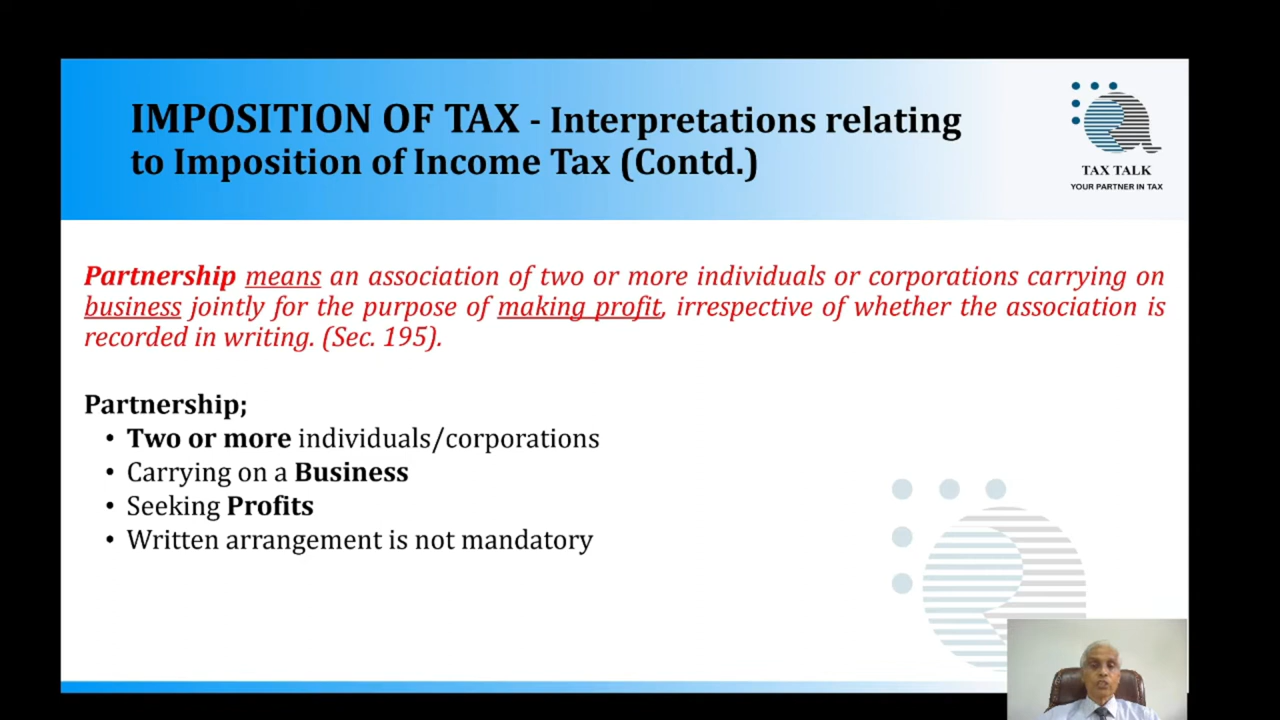 IMPOSITION OF TAX - Interpretations relating
to Imposition of Income Tax (Contd.)
TAX TALK
YOUR PARTNER IN TAX
Partnership means an association of two or more individuals or corporations carrying on
business jointly for the purpose of making profit, irrespective of whether the association is
recorded in writing. (Sec. 195).
Partnership;
• Two or more individuals/corporations
• Carrying on a Business
• Seeking Profits
• Written arrangement is not mandatory